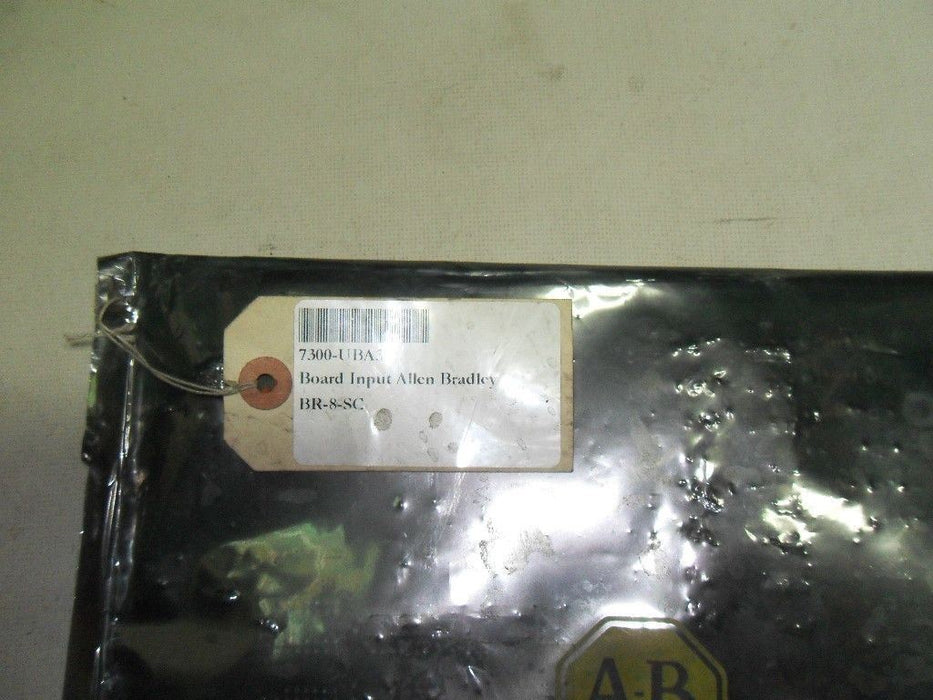 7300-UBA3
Board Input Allen Bradley
BR-8-SC
A-B